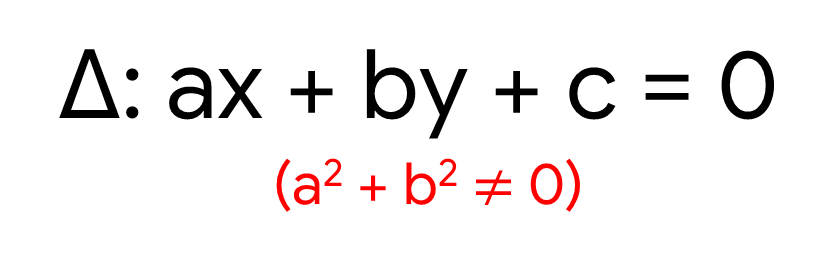 Δ: ax + by + c = 0
(a² + b² ≠ 0)